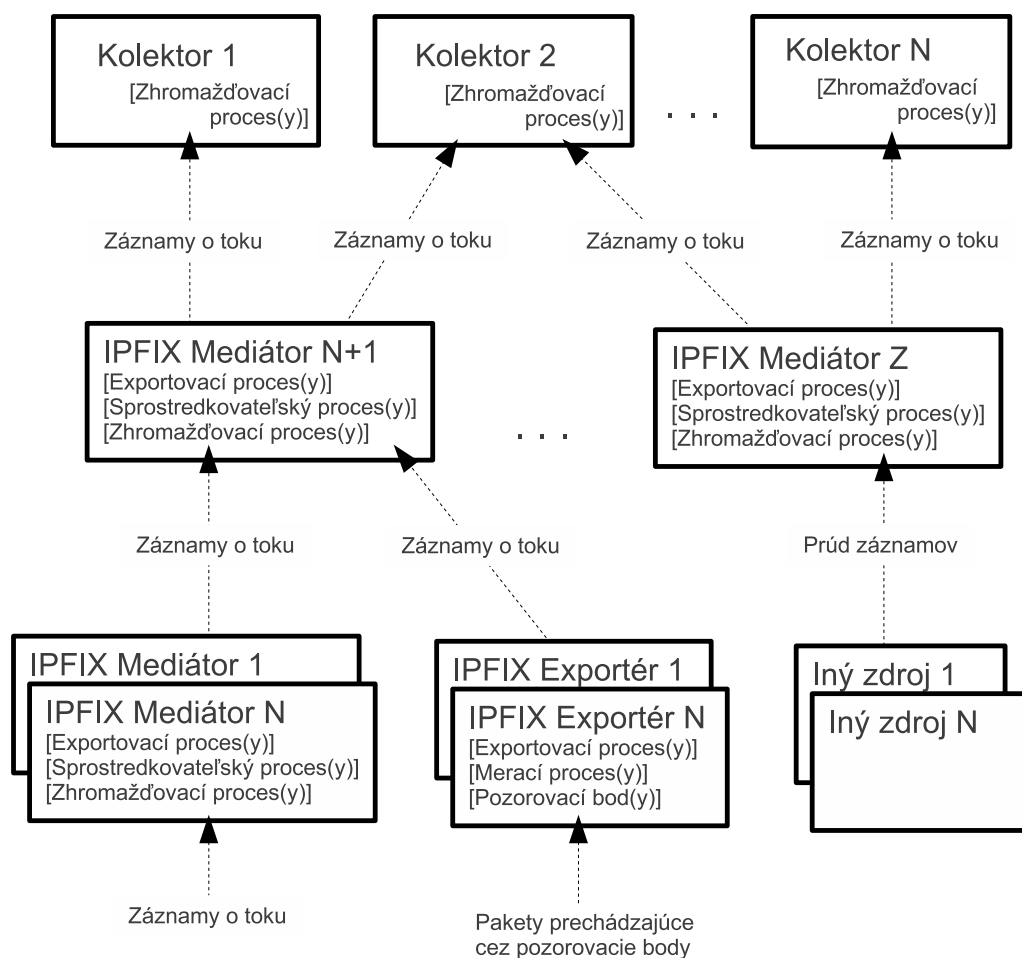 Kolektor 1
[Zhromažďovací
proces(y)]
Kolektor 2
[Zhromažďovací
proces(y)]
. . .
Kolektor N
[Zhromažďovací
proces(y)]
Záznamy o toku
Záznamy o toku
Záznamy o toku
Záznamy o toku
IPFIX Mediátor N+1
[Exportovací proces(y)]
[Sprostredkovateľský proces(y)]
[Zhromažďovací proces(y)]
. . .
IPFIX Mediátor Z
[Exportovací proces(y)]
[Sprostredkovateľský proces(y)]
[Zhromažďovací proces(y)]
Záznamy o toku
Záznamy o toku
Prúd záznamov
IPFIX Mediátor 1
IPFIX Mediátor N
[Exportovací proces(y)]
[Sprostredkovateľský proces(y)]
[Zhromažďovací proces(y)]
IPFIX Exportér 1
IPFIX Exportér N
[Exportovací proces(y)]
[Merací proces(y)]
[Pozorovací bod(y)]
Iný zdroj 1
Iný zdroj N
Záznamy o toku
Pakety prechádzajúce
cez pozorovacie body